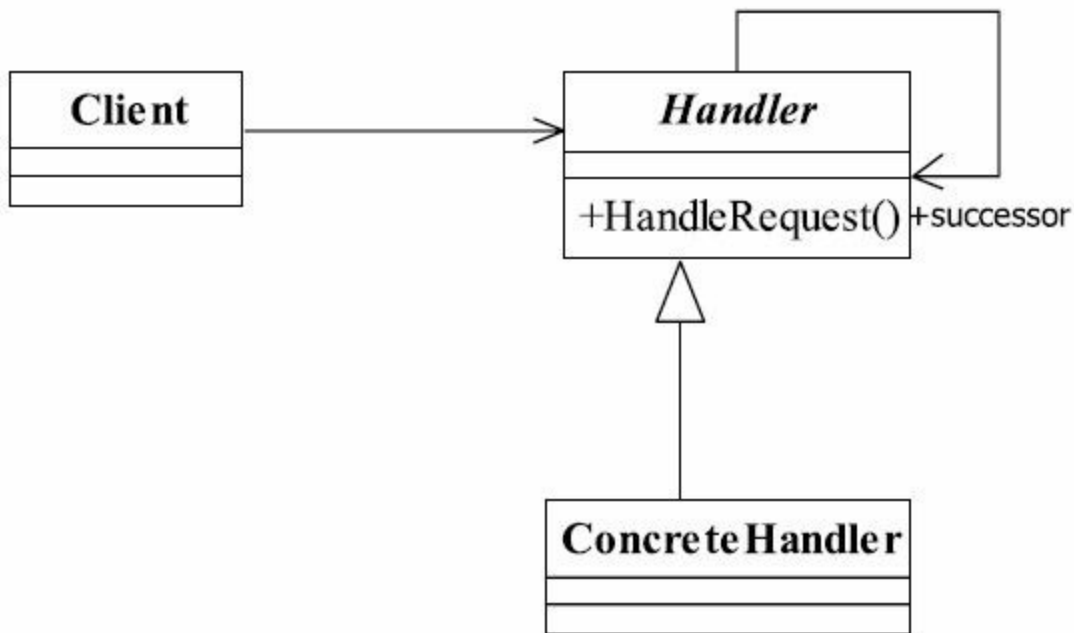 Client
Handler
+HandleRequest()
+successor
ConcreteHandler